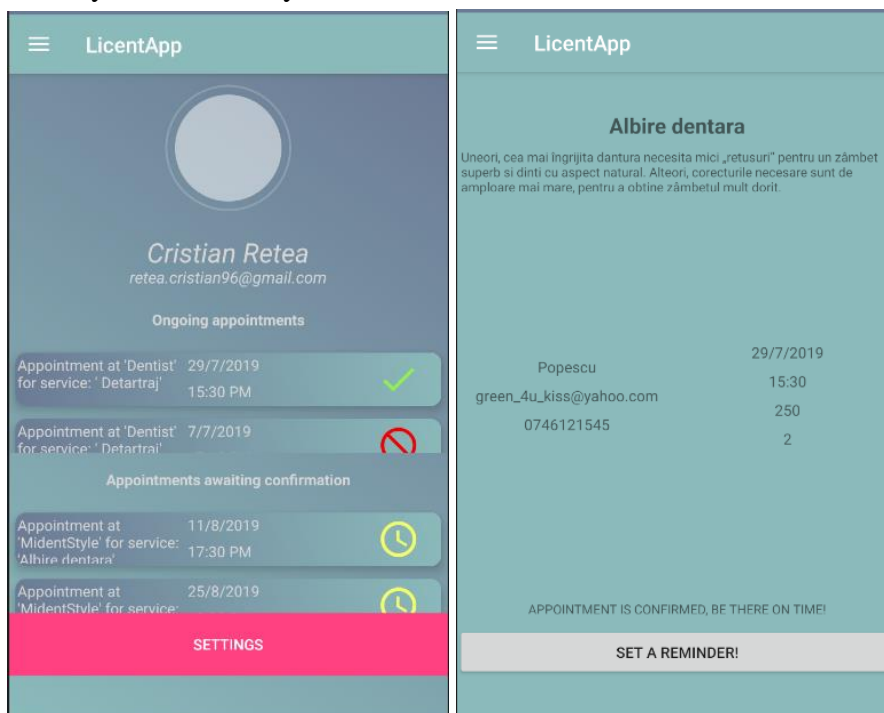 LicentApp
Cristian Retea
retea.cristian96@gmail.com
Ongoing appointments
Appointment at 'Dentist'
for service: ' Detartraj'
29/7/2019
15:30 PM
Appointment at 'Dentist'
for service: ' Detartraj'
7/7/2019
Appointments awaiting confirmation
Appointment at
'MidentStyle' for service:
'Albire dentara'
11/8/2019
17:30 PM
Appointment at
'MidentStyle' for service:
25/8/2019
SETTINGS
LicentApp
Albire dentara
Uneori, cea mai îngrijita dantura necesita mici „retusuri” pentru un zâmbet
superb si dinti cu aspect natural. Alteori, corecturile necesare sunt de
amploare mai mare, pentru a obtine zâmbetul mult dorit.
Popescu
green_4u_kiss@yahoo.com
0746121545
29/7/2019
15:30
250
2
APPOINTMENT IS CONFIRMED, BE THERE ON TIME!
SET A REMINDER!